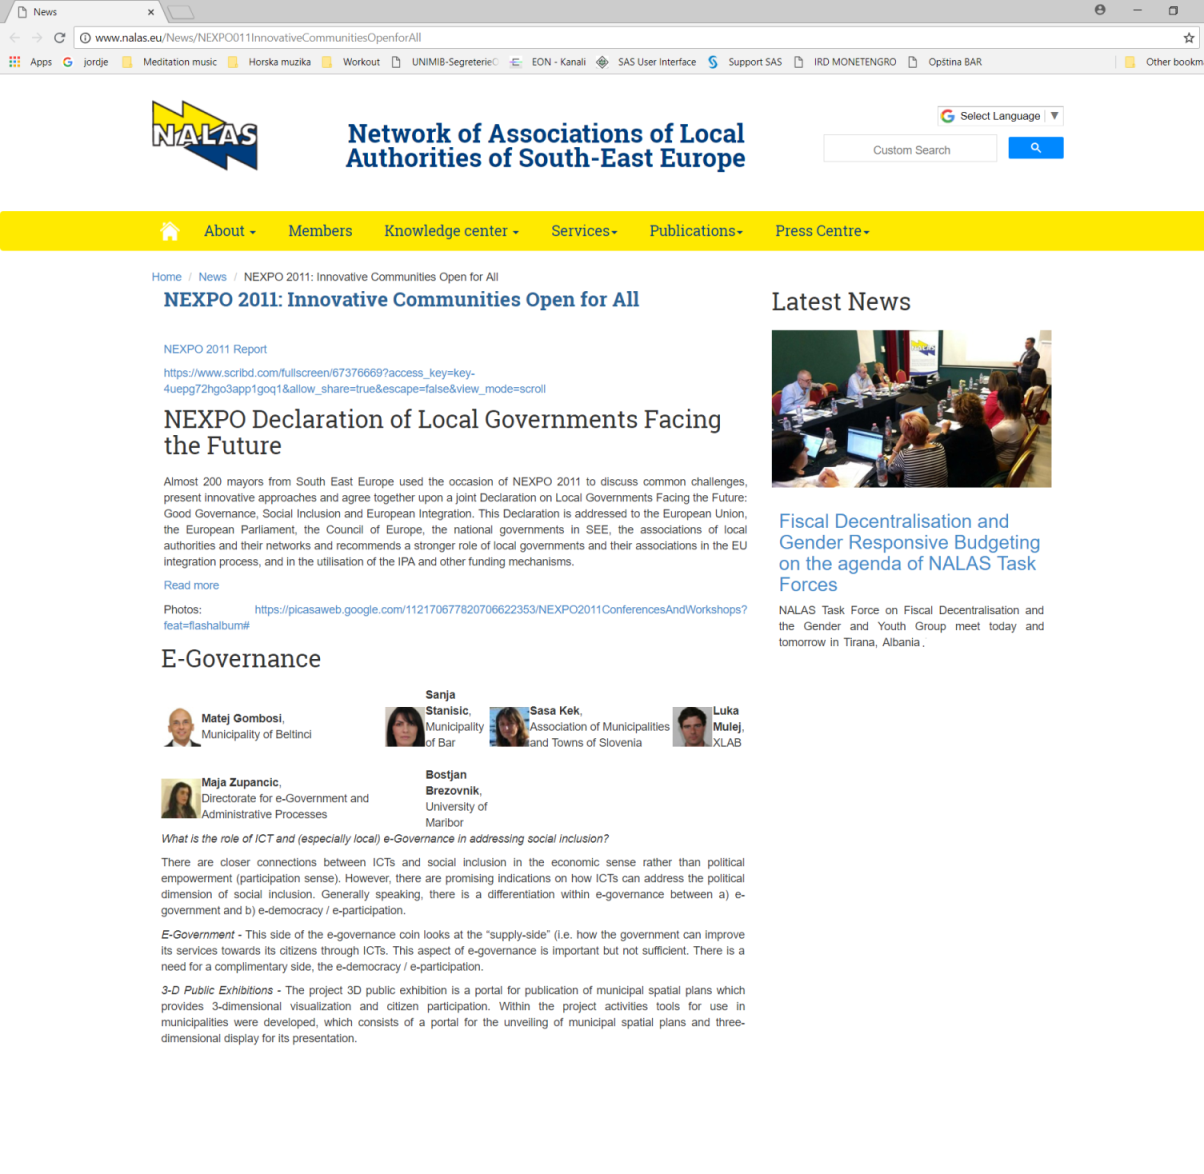 News
www.nalas.eu/News/NEXPO011InnovativeCommunitiesOpenforAll
Apps jordje Meditation music Horska muzika Workout UNIMIB-SegreterieO EON - Kanali SAS User Interface Support SAS IRD MONETENGRO Opština BAR Other bookm
NALAS
Network of Associations of Local
Authorities of South-East Europe
Select Language
Custom Search
About Members Knowledge center Services Publications Press Centre
Home / News / NEXPO 2011: Innovative Communities Open for All
NEXPO 2011: Innovative Communities Open for All
NEXPO 2011 Report
https://www.scribd.com/fullscreen/67376669?access_key=key-
4uepg72hgo3app1goq1&allow_share=true&escape=false&view_mode=scroll
NEXPO Declaration of Local Governments Facing
the Future
Almost 200 mayors from South East Europe used the occasion of NEXPO 2011 to discuss common challenges,
present innovative approaches and agree together upon a joint Declaration on Local Governments Facing the Future:
Good Governance, Social Inclusion and European Integration. This Declaration is addressed to the European Union,
the European Parliament, the Council of Europe, the national governments in SEE, the associations of local
authorities and their networks and recommends a stronger role of local governments and their associations in the EU
integration process, and in the utilisation of the IPA and other funding mechanisms.
Read more
Photos: https://picasaweb.google.com/112170677820706622353/NEXPO2011ConferencesAndWorkshops?
feat=flashalbum#
E-Governance
Matej Gombosi,
Municipality of Beltinci
Sanja
Stanisic,
Municipality
of Bar
Sasa Kek,
Association of Municipalities
and Towns of Slovenia
Luka
Mulej,
XLAB
Maja Zupancic,
Directorate for e-Government and
Administrative Processes
Bostjan
Brezovnik,
University of
Maribor
What is the role of ICT and (especially local) e-Governance in addressing social inclusion?
There are closer connections between ICTs and social inclusion in the economic sense rather than political
empowerment (participation sense). However, there are promising indications on how ICTs can address the political
dimension of social inclusion. Generally speaking, there is a differentiation within e-governance between a) e-
government and b) e-democracy / e-participation.
E-Government - This side of the e-governance coin looks at the “supply-side” (i.e. how the government can improve
its services towards its citizens through ICTs. This aspect of e-governance is important but not sufficient. There is a
need for a complimentary side, the e-democracy / e-participation.
3-D Public Exhibitions - The project 3D public exhibition is a portal for publication of municipal spatial plans which
provides 3-dimensional visualization and citizen participation. Within the project activities tools for use in
municipalities were developed, which consists of a portal for the unveiling of municipal spatial plans and three-
dimensional display for its presentation.
Latest News
NALAS
Fiscal Decentralisation and
Gender Responsive Budgeting
on the agenda of NALAS Task
Forces
NALAS Task Force on Fiscal Decentralisation and
the Gender and Youth Group meet today and
tomorrow in Tirana, Albania .